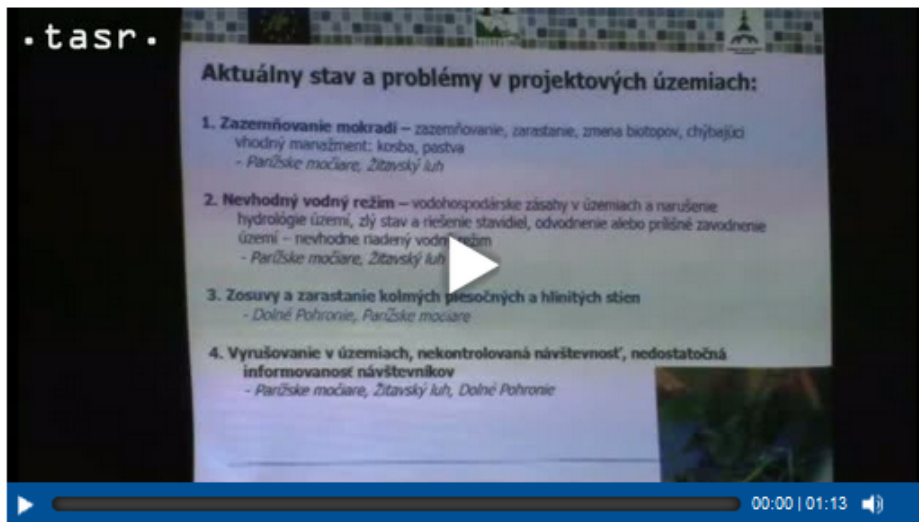 .tasr.
Aktuálny stav a problémy v projektových územiach:
1. Zazemňovanie mokradí – zazemňovanie, zarastanie, zmena biotopov, chýbajúci
vhodný manažment: kosba, pastva
- Parížske močiare, Žitavský luh
2. Nevhodný vodný režim – vodohospodárske zásahy v územiach a narušenie
hydrológie území, zlý stav a riešenie stavidiel, odvodnenie alebo prílišné zavodnenie
území – nevhodne riadený vodný režim
- Parížske močiare, Žitavský luh
3. Zosuvy a zarastanie kolmých piesočných a hlinitých stien
- Dolné Pohronie, Parížske močiare
4. Vyrušovanie v územiach, nekontrolovaná návštevnosť, nedostatočná
informovanosť návštevníkov
- Parížske močiare, Žitavský luh, Dolné Pohronie
00:00 | 01:13